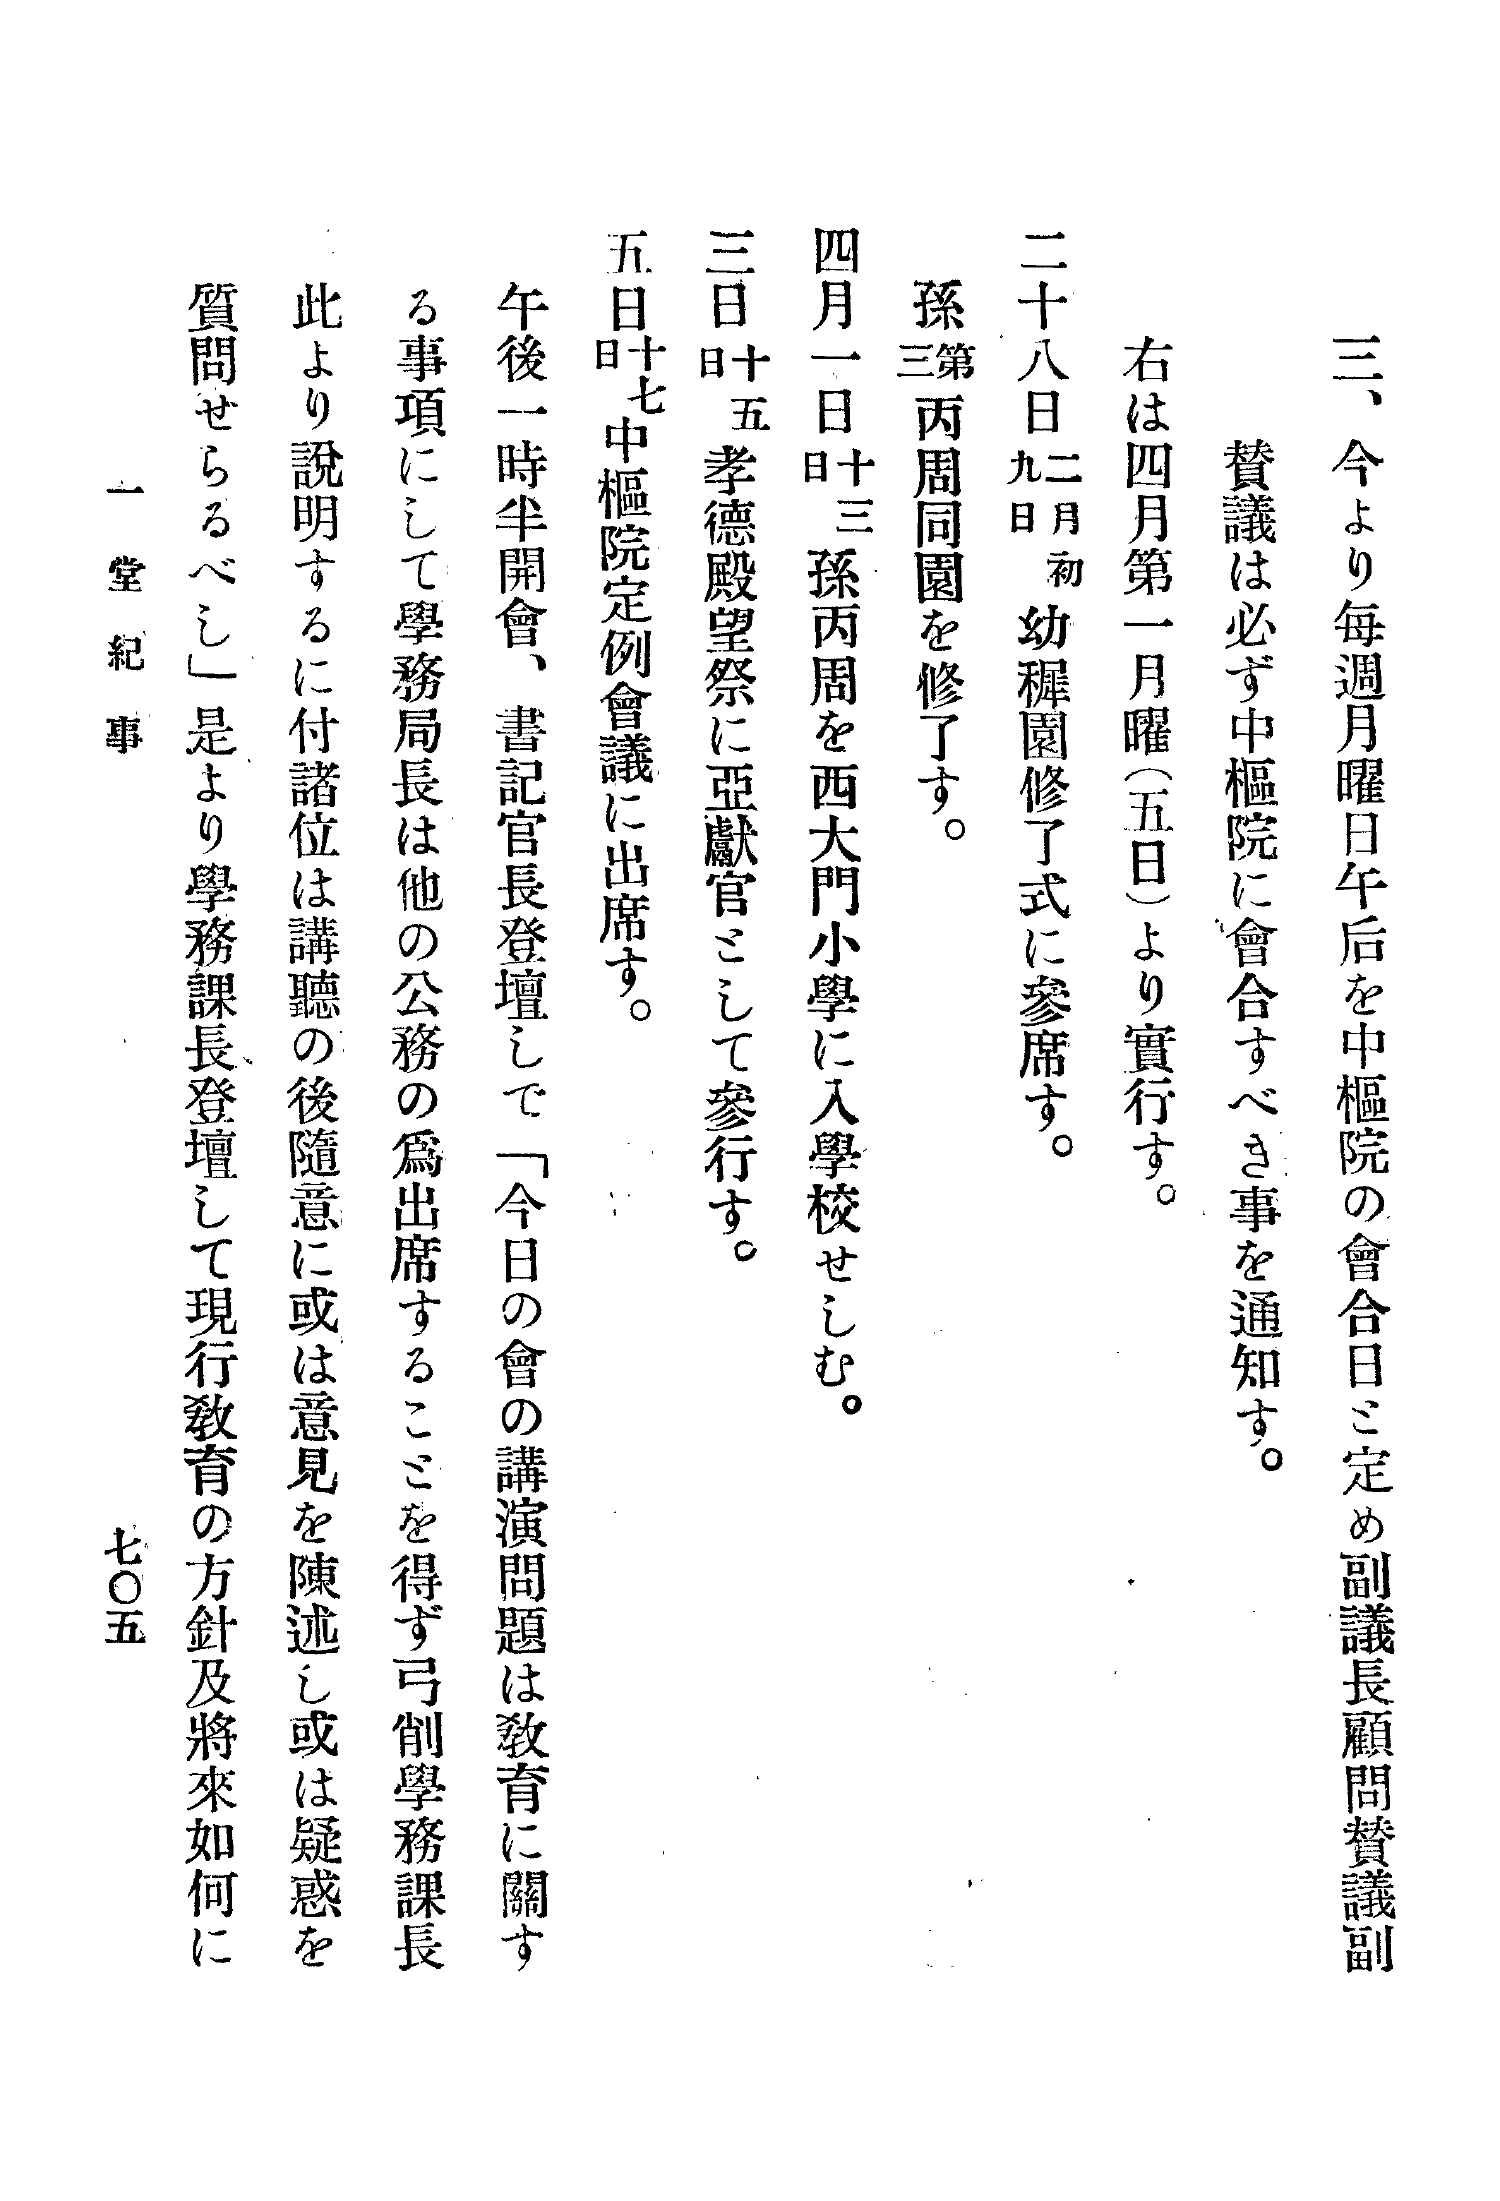 三、今より每週月曜日午后を中樞院の會合日と定め副議長顧問賛議副
賛議は必ず中樞院に會合すべき事を通知す。
右は四月第一月曜（五日）より實行す。
二十八日二月初九日幼穉園修了式に參席す。
孫第三丙周同園を修了す。
四月一日十三日孫丙周を西大門小學に入學校せしむ。
三日十五日孝德殿望祭に亞獻官として參行す。
五日十七日中樞院定例會議に出席す。
午後一時半開會、書記官長登壇しで「今日の會の講演問題は敎育に關す
る事項にして學務局長は他の公務の爲出席することを得ず弓削學務課長
此より說明するに付諸位は講聽の後隨意に或は意見を陳述し或は疑惑を
質問せらるべし」是より學務課長登壇して現行敎育の方針及將來如何に
一堂紀事
七〇五